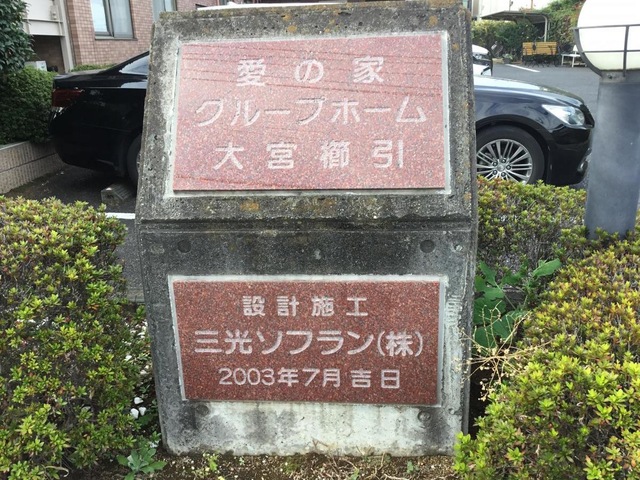 愛の家
グループホーム
大宮櫛引
設計施工
三光ソフラン(株)
2003年7月吉日